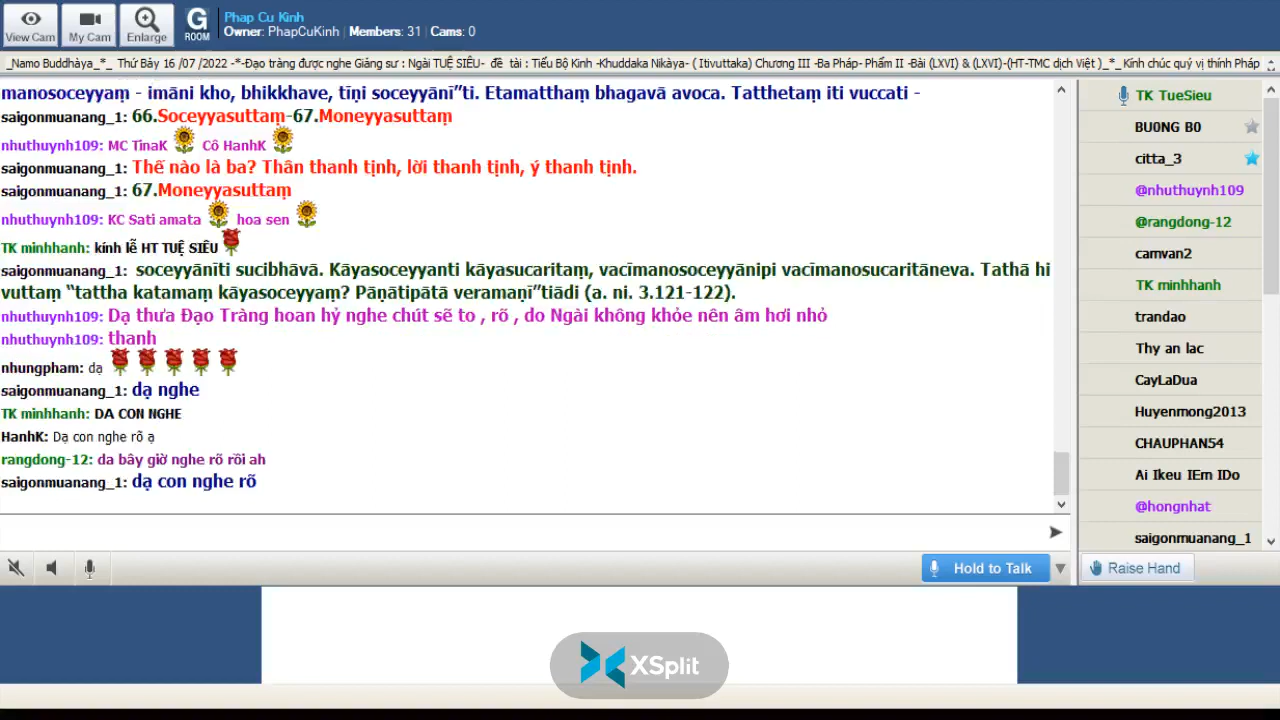 View Cam
My Cam
Enlarge
G
ROOM
Phap Cu Kinh
Owner: PhapCuKinh | Members: 31 | Cams: 0
_Namo Buddhàya_*_ Thứ Bảy 16 /07 /2022 -*-Đạo tràng được nghe Giảng sư : Ngài TUỆ SIÊU- đề tài : Tiểu Bộ Kinh -Khuddaka Nikàya- ( Itivuttaka) Chương III -Ba Pháp- Phẩm II -Bài (LXVI) & (LXVI)-(HT-TMC dịch Việt )_*_ Kính chúc quý vị thính Pháp
manosoceyyaṃ - imāni kho, bhikkhave, tīṇi soceyyānī”ti. Etamatthaṃ bhagavā avoca. Tatthetaṃ iti vuccati -
saigonmuanang_1: 66.Soceyyasuttaṃ-67.Moneyyasuttaṃ
nhuthuynh109: MC TinaK Cô HanhK
saigonmuanang_1: Thế nào là ba? Thân thanh tịnh, lời thanh tịnh, ý thanh tịnh.
saigonmuanang_1: 67.Moneyyasuttaṃ
nhuthuynh109: KC Sati amata hoa sen
TK minhhanh: kính lễ HT TUỆ SIÊU
saigonmuanang_1: soceyyānīti sucibhāvā. Kāyasoceyyanti kāyasucaritaṃ, vacīmanosoceyyānipi vacīmanosucaritāneva. Tathā hi
vuttaṃ “tattha katamaṃ kāyasoceyyaṃ? Pāṇātipātā veramaṇī”tiādi (a. ni. 3.121-122).
nhuthuynh109: Dạ thưa Đạo Tràng hoan hỷ nghe chút sẽ to , rõ , do Ngài không khỏe nên âm hơi nhỏ
nhuthuynh109: thanh
nhungpham: dạ
saigonmuanang_1: dạ nghe
TK minhhanh: DA CON NGHE
HanhK: Dạ con nghe rõ ạ
rangdong-12: da bây giờ nghe rõ rồi ah
saigonmuanang_1: dạ con nghe rõ
TK TueSieu
BU0NG B0
citta_3
@nhuthuynh109
@rangdong-12
camvan2
TK minhhanh
trandao
Thy an lac
CayLaDua
Huyenmong2013
CHAUPHAN54
Ai Ikeu IEm IDo
@hongnhat
saigonmuanang_1
Hold to Talk
Raise Hand
XSplit